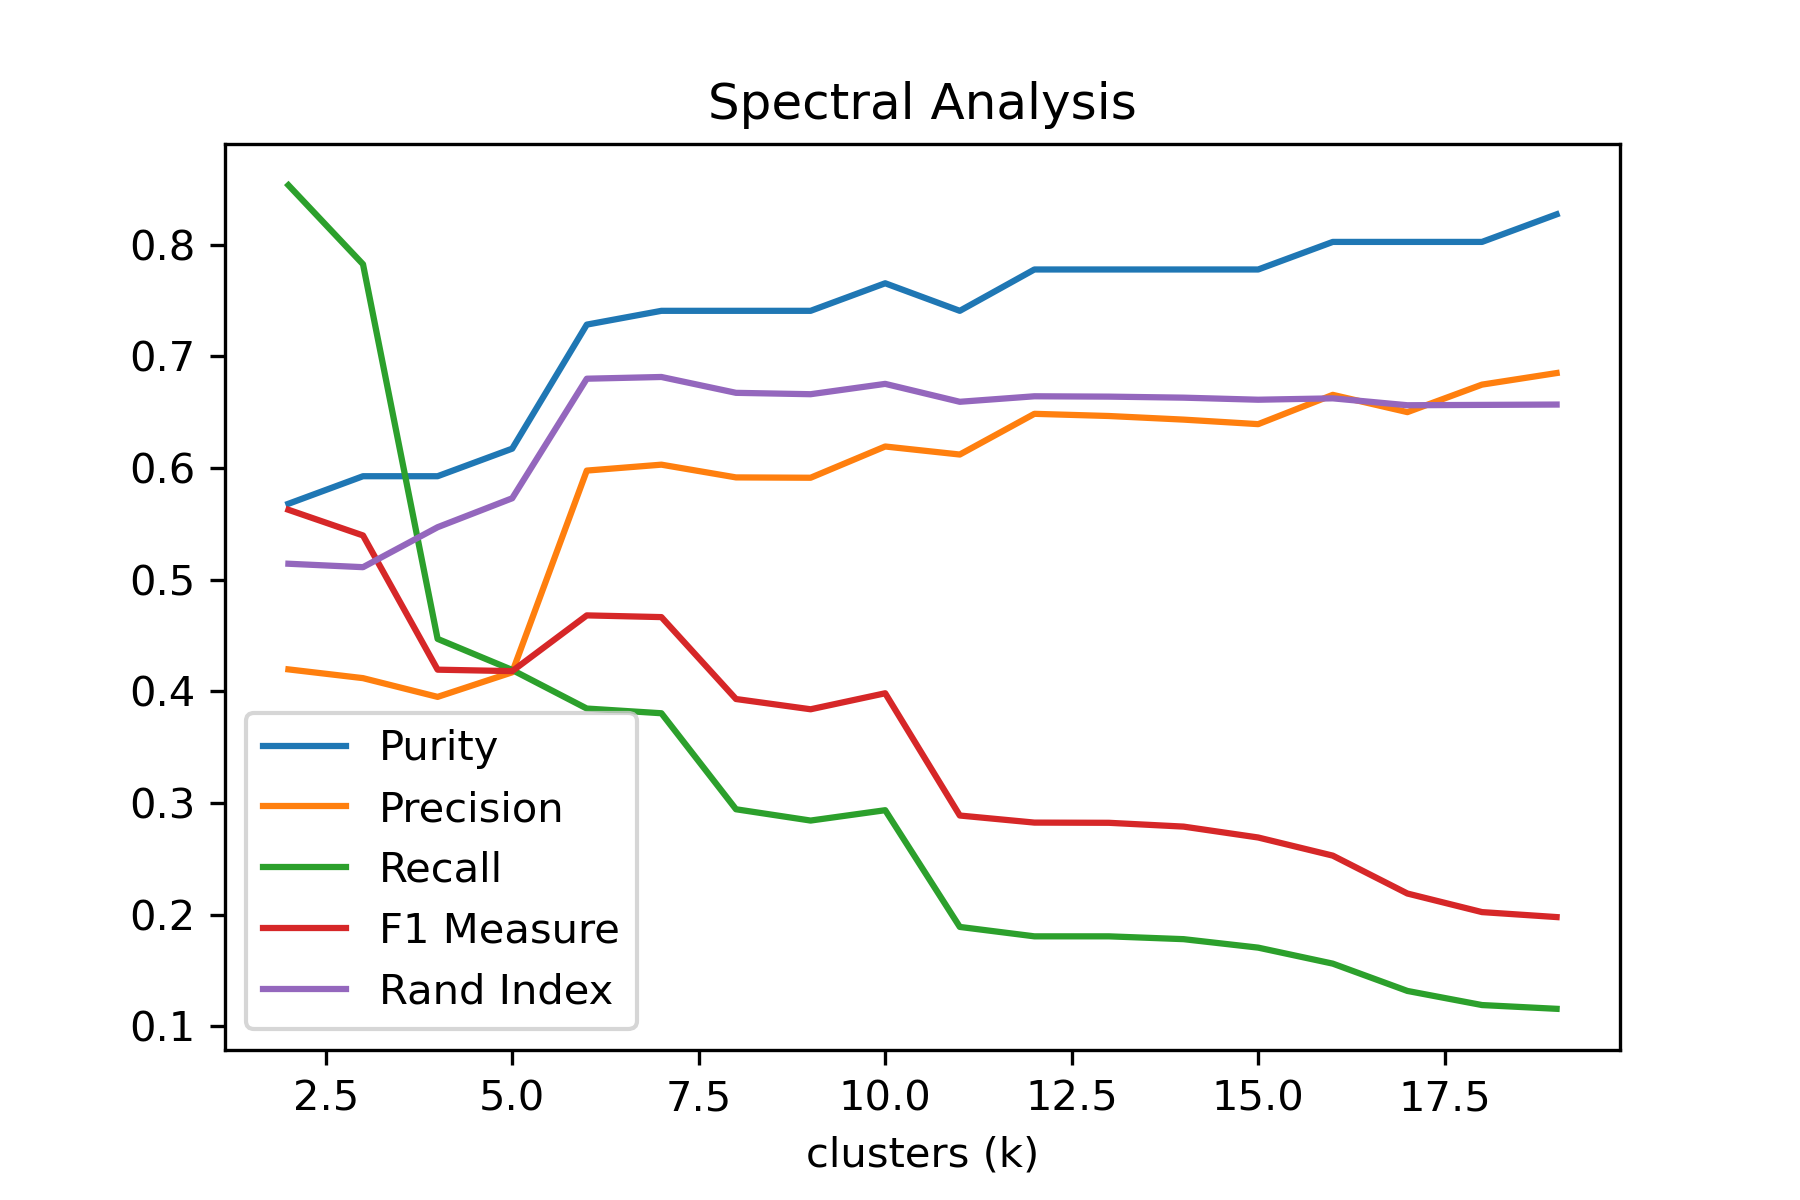 Spectral Analysis
0.8
0.7
0.6
0.5
0.4
0.3
0.2
0.1
Purity
Precision
Recall
F1 Measure
Rand Index
2.5 5.0 7.5 10.0 12.5 15.0 17.5
clusters (k)